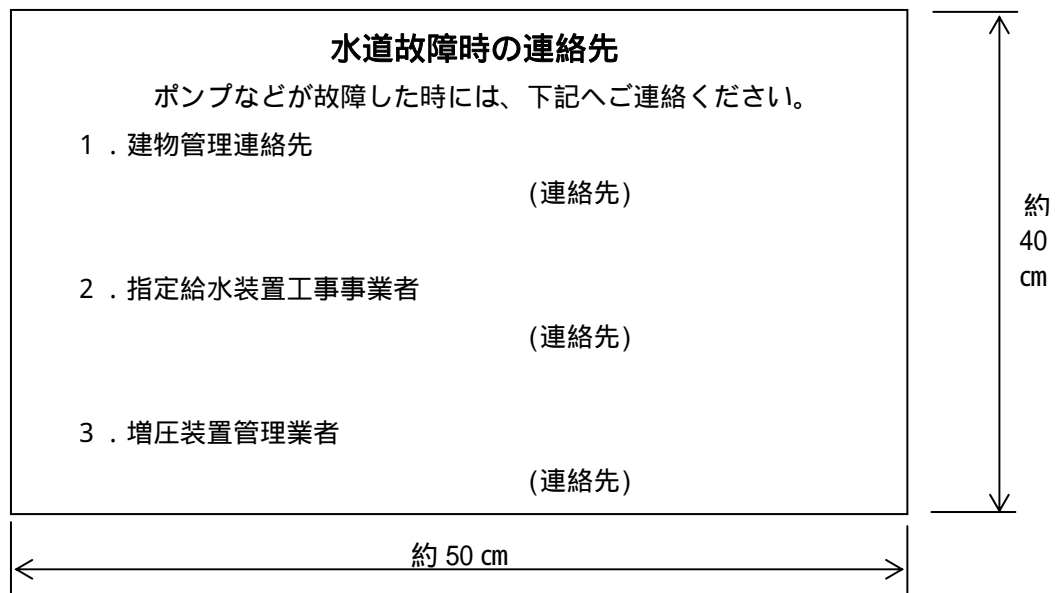 水道故障時の連絡先
ポンプなどが故障した時には、下記へご連絡ください。
1．建物管理連絡先
(連絡先)
2．指定給水装置工事事業者
(連絡先)
3．増圧装置管理業者
(連絡先)
約
40
㎝
約 50 ㎝